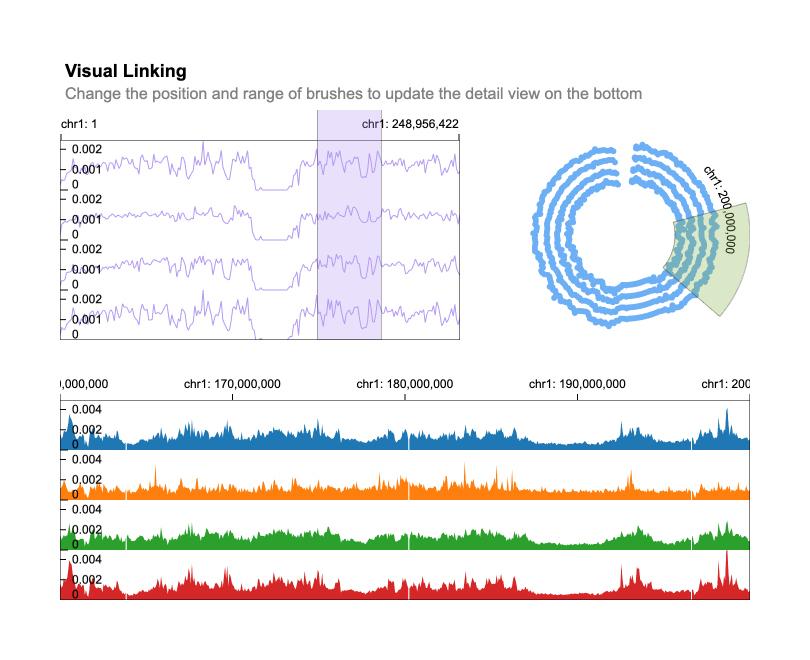 Visual Linking
Change the position and range of brushes to update the detail view on the bottom
chr1: 1
chr1: 248,956,422
0.002
0.001
0
0.002
0.001
0
0.002
0.001
0
0.002
0.001
0
chr1: 200,000,000
0,000,000
chr1: 170,000,000
chr1: 180,000,000
chr1: 190,000,000
chr1: 200
0.004
0.002
0
0.004
0.002
0
0.004
0.002
0
0.004
0.002
0